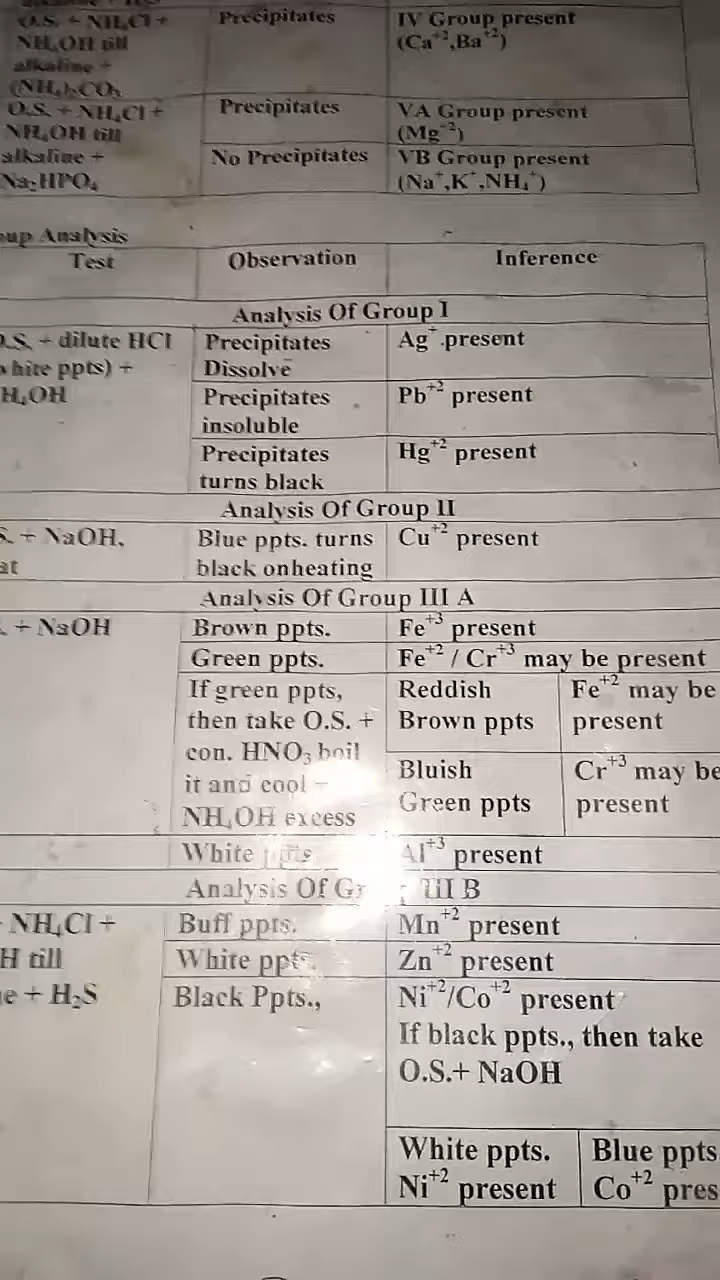 O.S. + NH₄Cl + Precipitates IV Group present
NH₄OH till (Ca⁺²,Ba⁺²)
alkaline +
(NH₄)₂CO₃
O.S. + NH₄Cl + Precipitates VA Group present
NH₄OH till (Mg⁻²)
alkaline + No Precipitates VB Group present
Na₂HPO₄ (Na⁺,K⁺,NH₄⁺)
oup Analysis
Test Observation Inference
Analysis Of Group I
O.S. + dilute HCl Precipitates Ag⁺ present
white ppts) + Dissolve
H₄OH Precipitates Pb⁺² present
insoluble
Precipitates Hg⁺² present
turns black
Analysis Of Group II
S. + NaOH, Blue ppts. turns Cu⁺² present
at black onheating
Analysis Of Group III A
. + NaOH Brown ppts. Fe⁺³ present
Green ppts. Fe⁺² / Cr⁺³ may be present
If green ppts, Reddish Fe⁺² may be
then take O.S. + Brown ppts present
con. HNO₃ boil
it and cool – Bluish Cr⁺³ may be
NH₄OH excess Green ppts present
White ppts Al⁺³ present
Analysis Of Gr III B
NH₄Cl + Buff ppts. Mn⁺² present
H till White ppts. Zn⁺² present
e + H₂S Black Ppts., Ni⁺²/Co⁺² present
If black ppts., then take
O.S.+ NaOH
White ppts. Blue ppts
Ni⁺² present Co⁺² pres